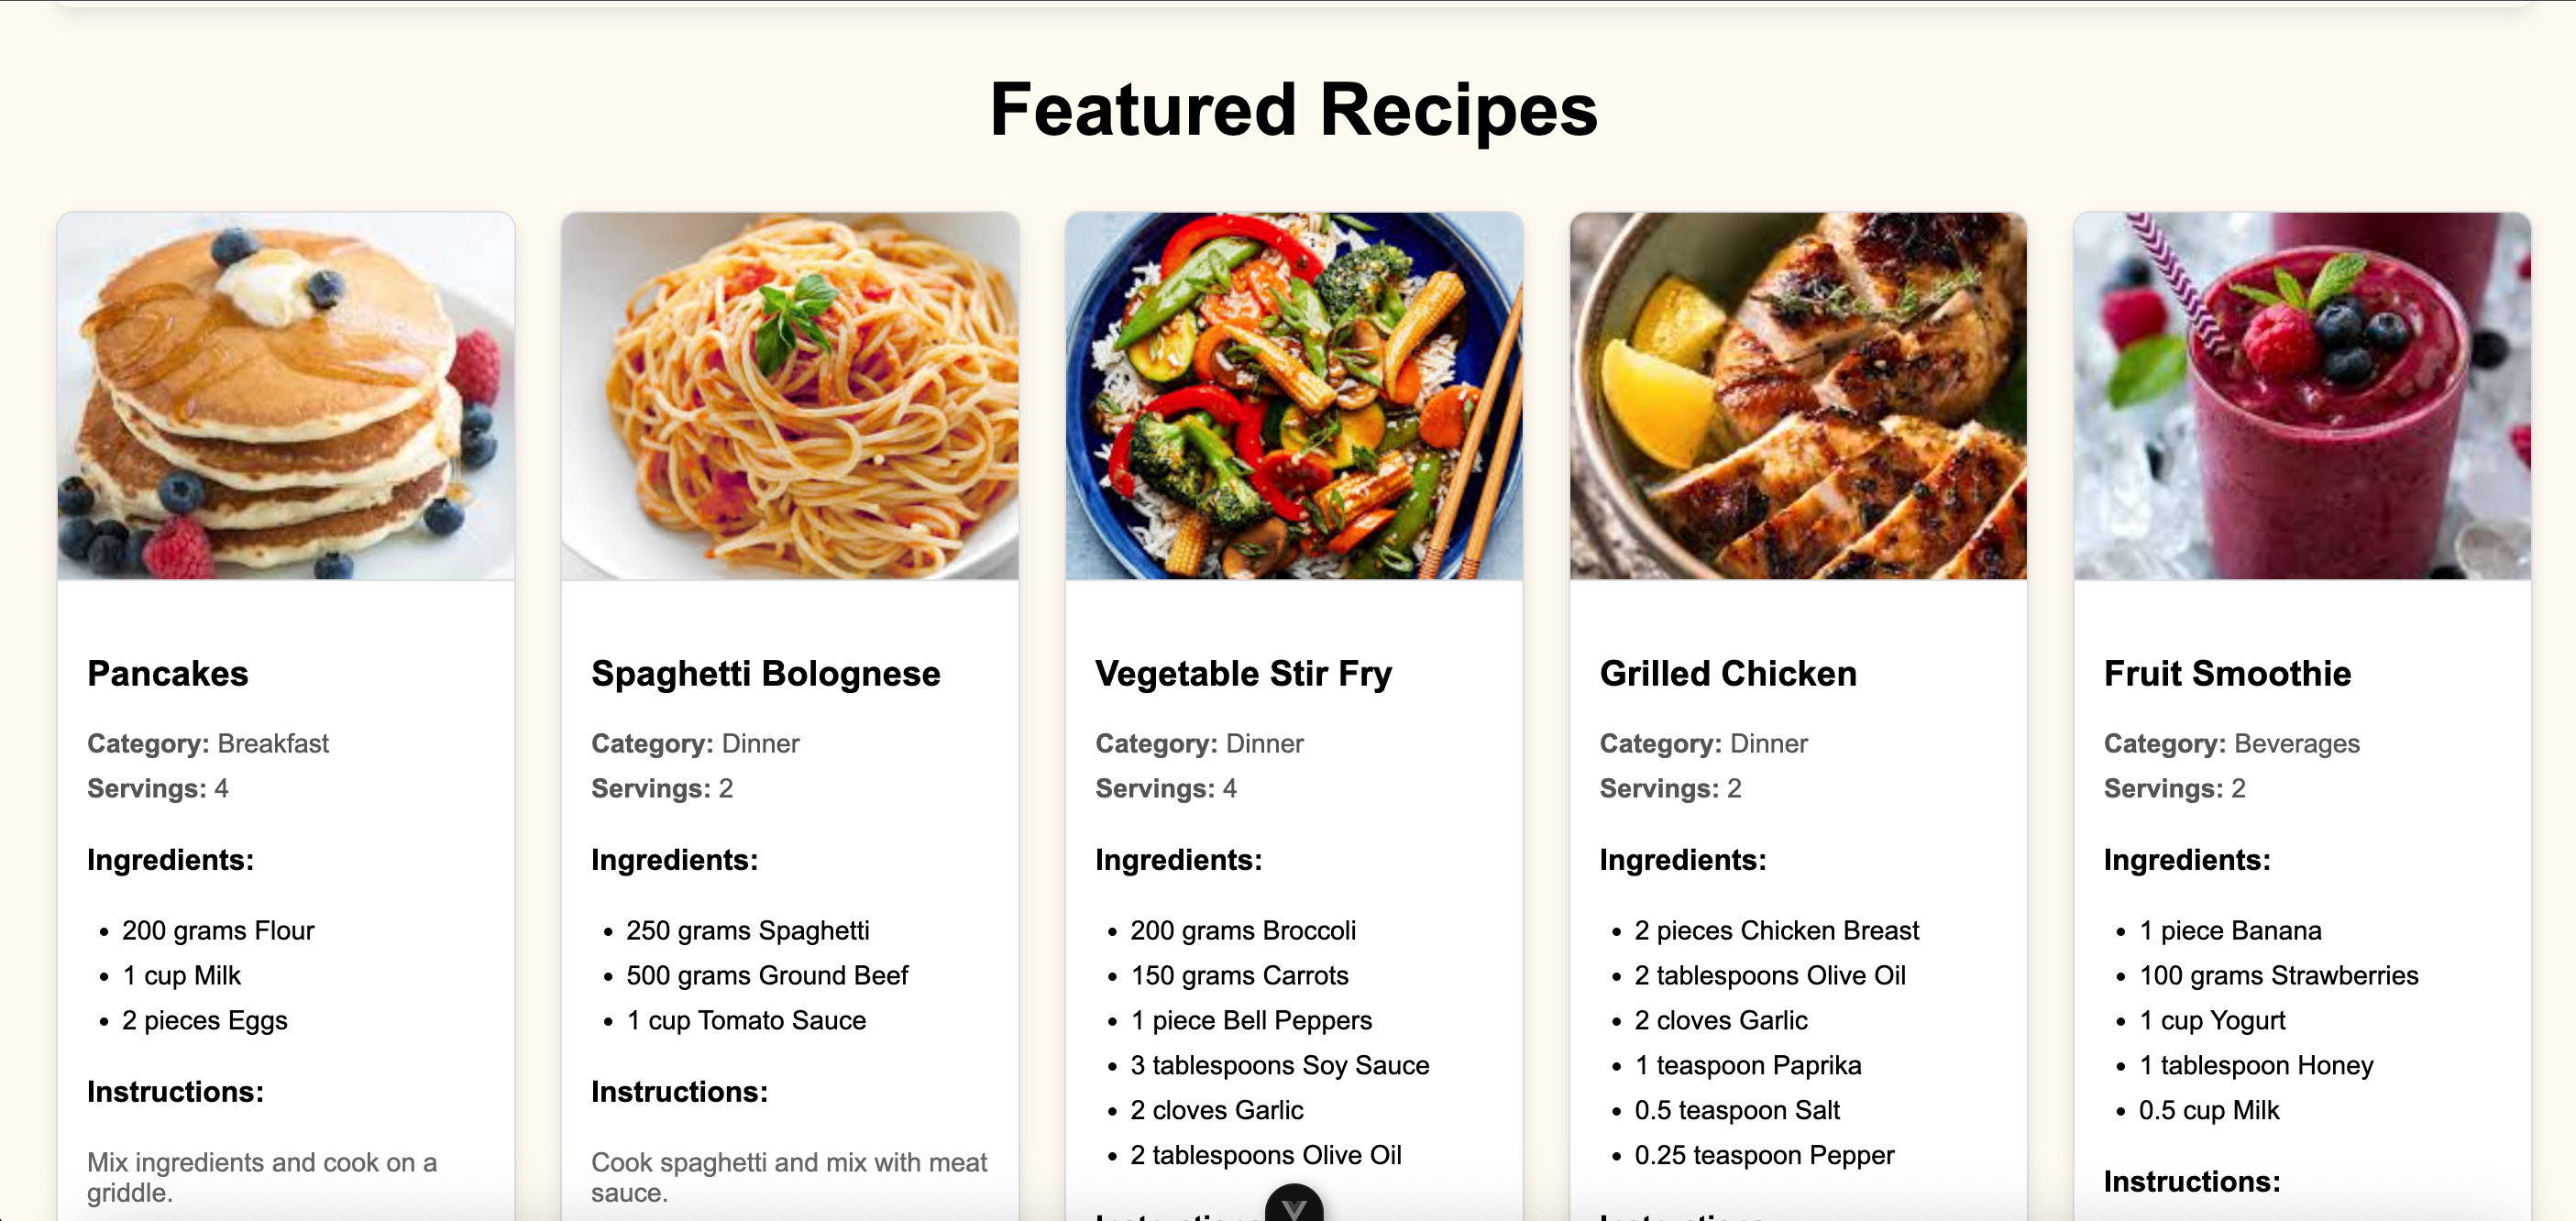 Featured Recipes
Pancakes
Category: Breakfast
Servings: 4
Ingredients:
• 200 grams Flour
• 1 cup Milk
• 2 pieces Eggs
Instructions:
Mix ingredients and cook on a
griddle.
Spaghetti Bolognese
Category: Dinner
Servings: 2
Ingredients:
• 250 grams Spaghetti
• 500 grams Ground Beef
• 1 cup Tomato Sauce
Instructions:
Cook spaghetti and mix with meat
sauce.
Vegetable Stir Fry
Category: Dinner
Servings: 4
Ingredients:
• 200 grams Broccoli
• 150 grams Carrots
• 1 piece Bell Peppers
• 3 tablespoons Soy Sauce
• 2 cloves Garlic
• 2 tablespoons Olive Oil
Grilled Chicken
Category: Dinner
Servings: 2
Ingredients:
• 2 pieces Chicken Breast
• 2 tablespoons Olive Oil
• 2 cloves Garlic
• 1 teaspoon Paprika
• 0.5 teaspoon Salt
• 0.25 teaspoon Pepper
Fruit Smoothie
Category: Beverages
Servings: 2
Ingredients:
• 1 piece Banana
• 100 grams Strawberries
• 1 cup Yogurt
• 1 tablespoon Honey
• 0.5 cup Milk
Instructions: